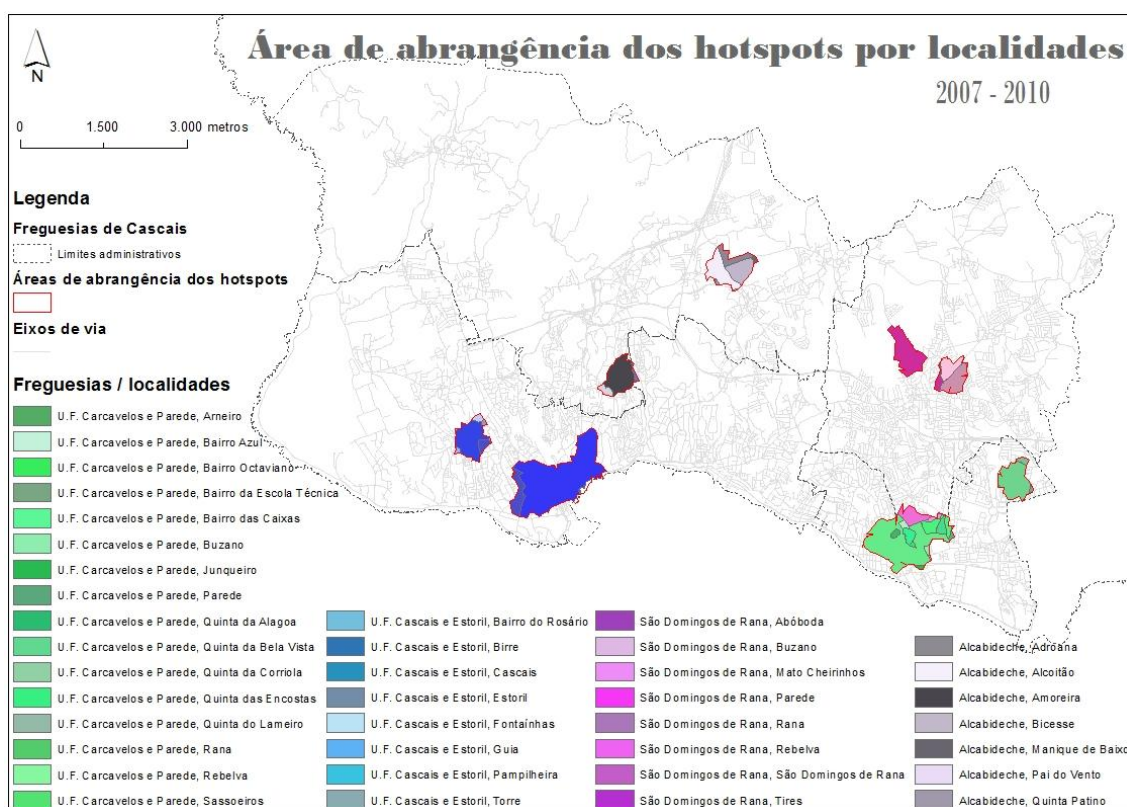 Área de abrangência dos hotspots por localidades
2007 - 2010
N
0 1.500 3.000 metros
Legenda
Freguesias de Cascais
Limites administrativos
Áreas de abrangência dos hotspots
Eixos de via
Freguesias / localidades
U.F. Carcavelos e Parede, Arneiro
U.F. Carcavelos e Parede, Bairro Azul
U.F. Carcavelos e Parede, Bairro Octaviano
U.F. Carcavelos e Parede, Bairro da Escola Técnica
U.F. Carcavelos e Parede, Bairro das Caixas
U.F. Carcavelos e Parede, Buzano
U.F. Carcavelos e Parede, Junqueiro
U.F. Carcavelos e Parede, Parede
U.F. Carcavelos e Parede, Quinta da Alagoa
U.F. Carcavelos e Parede, Quinta da Bela Vista
U.F. Carcavelos e Parede, Quinta da Corriola
U.F. Carcavelos e Parede, Quinta das Encostas
U.F. Carcavelos e Parede, Quinta do Lameiro
U.F. Carcavelos e Parede, Rana
U.F. Carcavelos e Parede, Rebelva
U.F. Carcavelos e Parede, Sassoeiros
U.F. Cascais e Estoril, Bairro do Rosário
U.F. Cascais e Estoril, Birre
U.F. Cascais e Estoril, Cascais
U.F. Cascais e Estoril, Estoril
U.F. Cascais e Estoril, Fontaínhas
U.F. Cascais e Estoril, Guia
U.F. Cascais e Estoril, Pampilheira
U.F. Cascais e Estoril, Torre
São Domingos de Rana, Abóboda
São Domingos de Rana, Buzano
São Domingos de Rana, Mato Cheirinhos
São Domingos de Rana, Parede
São Domingos de Rana, Rana
São Domingos de Rana, Rebelva
São Domingos de Rana, São Domingos de Rana
São Domingos de Rana, Tires
Alcabideche, Adroana
Alcabideche, Alcoitão
Alcabideche, Amoreira
Alcabideche, Bicesse
Alcabideche, Manique de Baixo
Alcabideche, Pai do Vento
Alcabideche, Quinta Patino